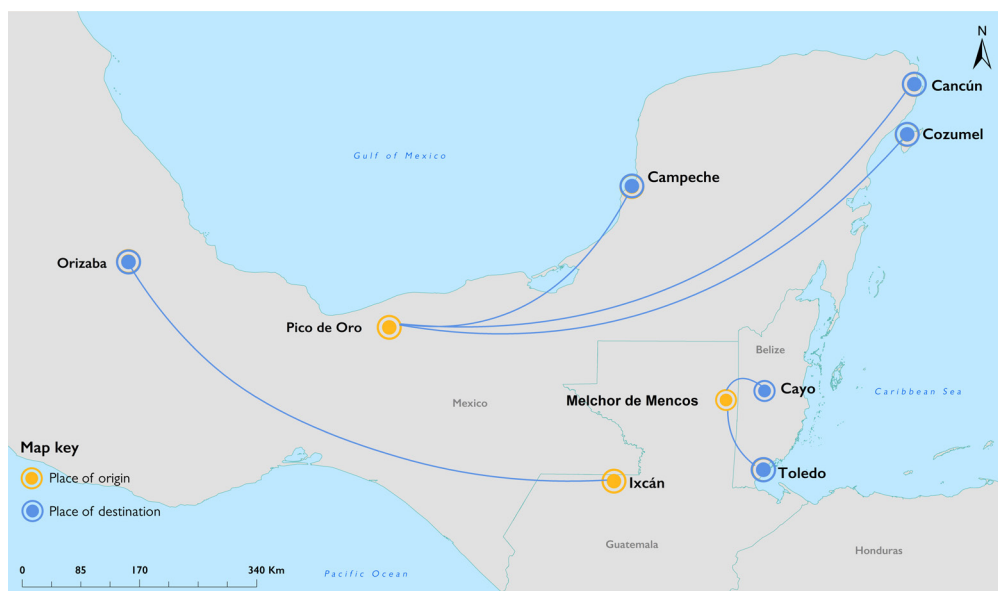 N
Cancún
Cozumel
Gulf of Mexico
Campeche
Orizaba
Pico de Oro
Belize
Cayo
Caribbean Sea
Melchor de Mencos
Mexico
Map key
Toledo
Place of origin
Ixcán
Place of destination
Guatemala
Honduras
0 85 170 340 Km
Pacific Ocean